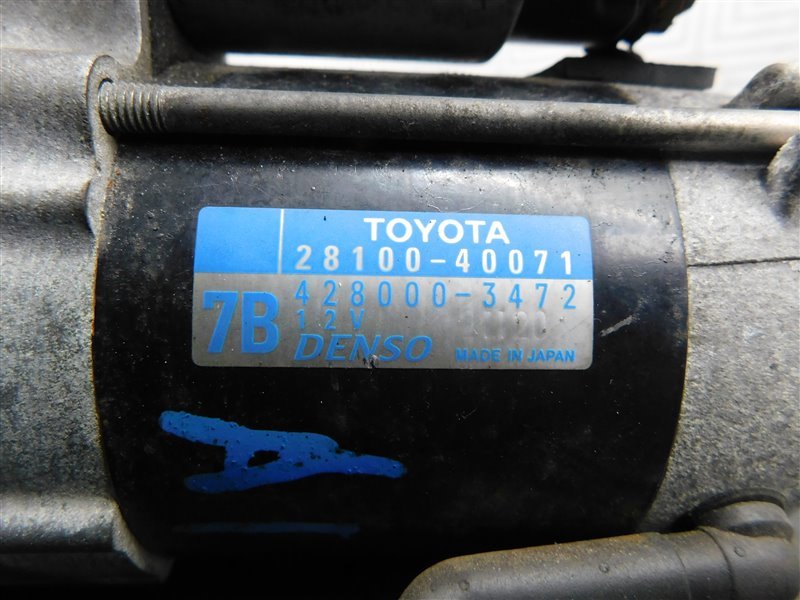 TOYOTA
28100-40071
7B 428000-3472
12V
DENSO MADE IN JAPAN